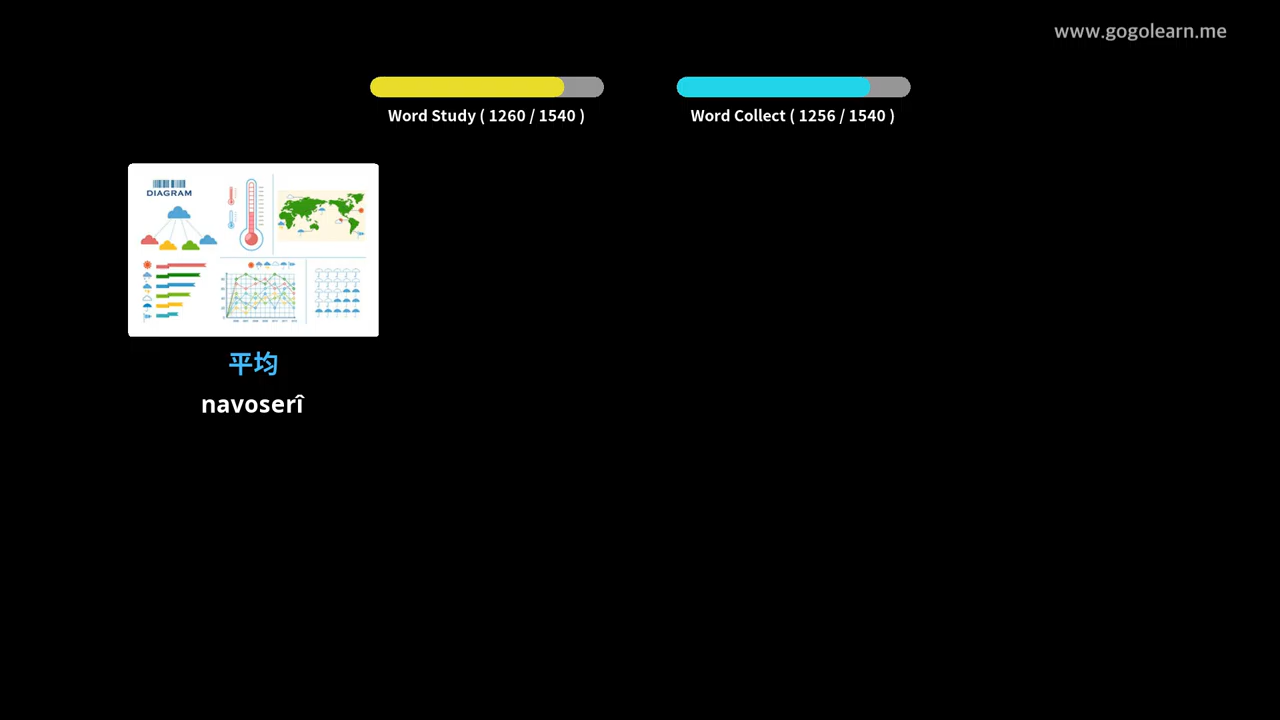 www.gogolearn.me
Word Study ( 1260 / 1540 )
Word Collect ( 1256 / 1540 )
DIAGRAM
平均
navoserî